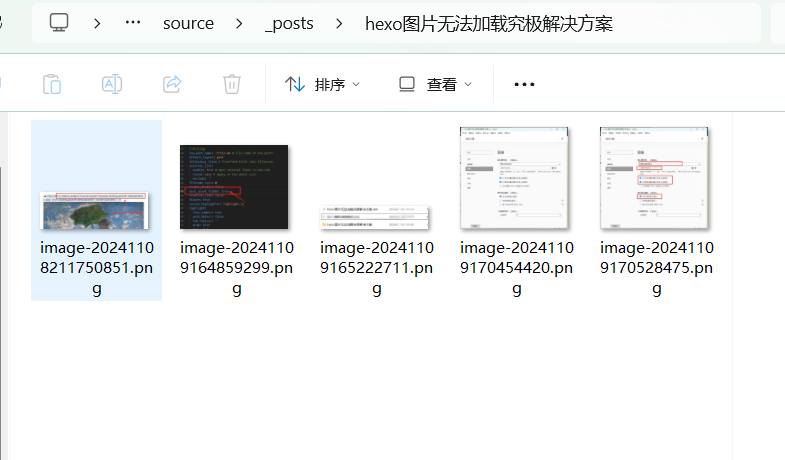 … source _posts hexo图片无法加载究极解决方案
排序 查看 …
image-20241108211750851.png
image-20241109164859299.png
image-20241109165222711.png
image-20241109170454420.png
image-20241109170528475.png